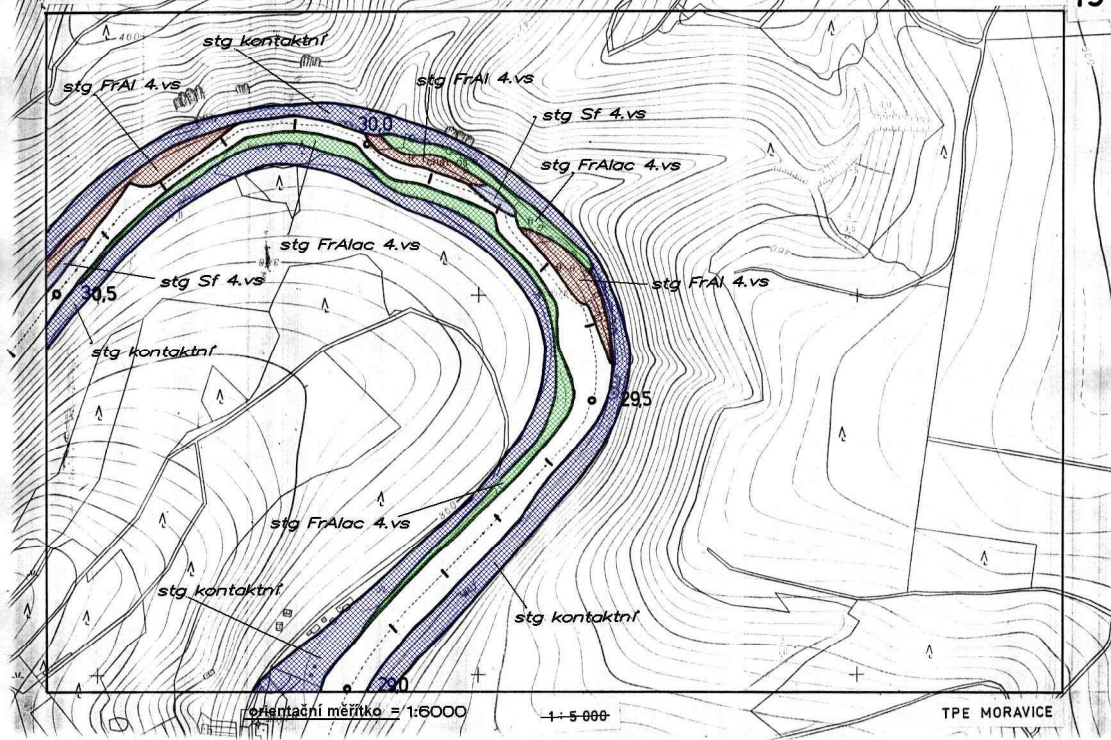 19
460
stg kontaktní
stg FrAl 4.vs
stg FrAl 4.vs
30,0
stg Sf 4.vs
stg FrAlac 4.vs
stg FrAlac 4.vs
stg Sf 4.vs
stg FrAl 4.vs
30,5
stg kontaktní
29,5
stg FrAlac 4.vs
stg kontaktní
stg kontaktní
29,0
orientační měřítko = 1:6000
1 : 5 000
TPE MORAVICE